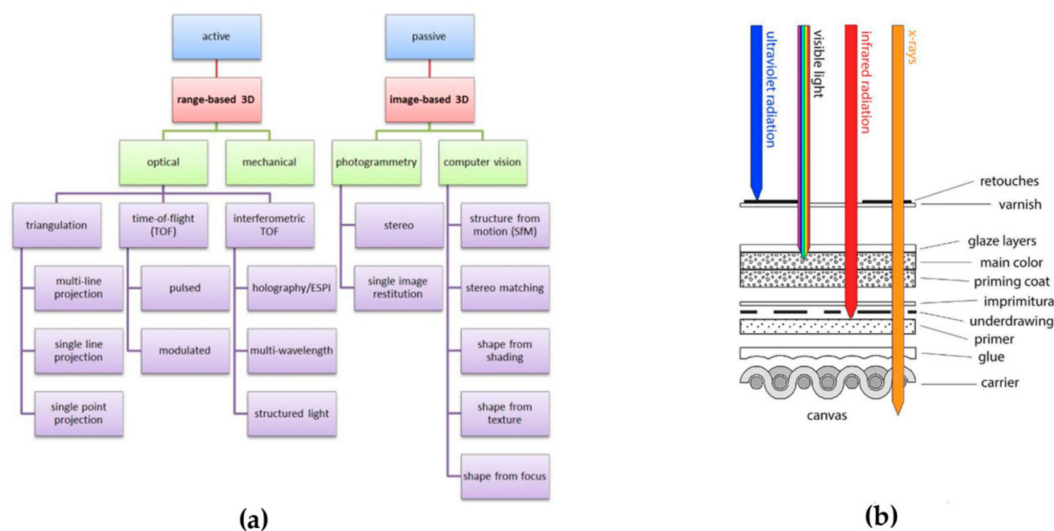 active
passive
range-based 3D
image-based 3D
optical
mechanical
photogrammetry
computer vision
triangulation
time-of-flight
(TOF)
interferometric
TOF
stereo
structure from
motion (SfM)
multi-line
projection
pulsed
holography/ESPI
single image
restitution
stereo matching
single line
projection
modulated
multi-wavelength
shape from
shading
single point
projection
structured light
shape from
texture
shape from focus
(a)
ultraviolet radiation
visible light
infrared radiation
x-rays
retouches
varnish
glaze layers
main color
priming coat
imprimitura
underdrawing
primer
glue
carrier
canvas
(b)